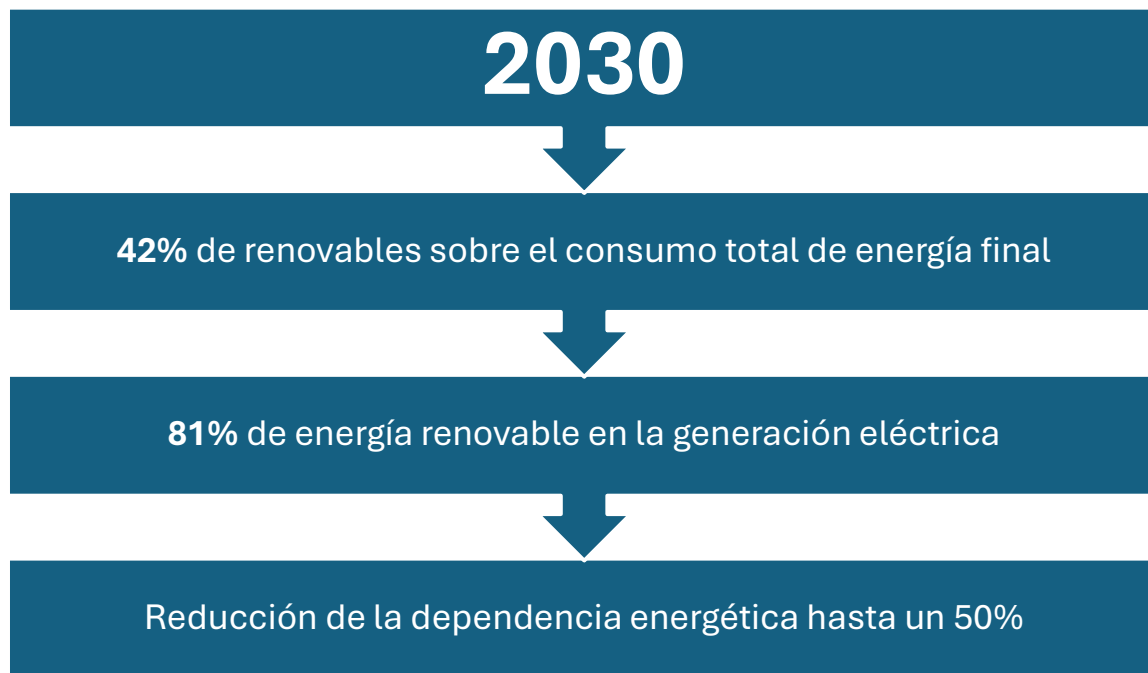 2030
42% de renovables sobre el consumo total de energía final
81% de energía renovable en la generación eléctrica
Reducción de la dependencia energética hasta un 50%